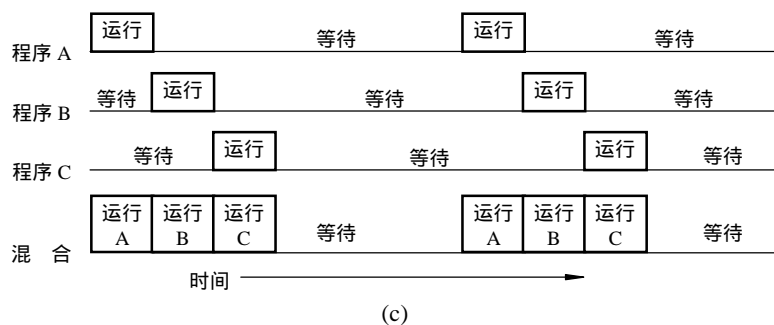 运行 等待 运行 等待
程序 A
等待 运行 等待 运行 等待
程序 B
等待 运行 等待 运行 等待
程序 C
运行 运行 运行 等待 运行 运行 运行 等待
A B C A B C
混 合
时间
(c)